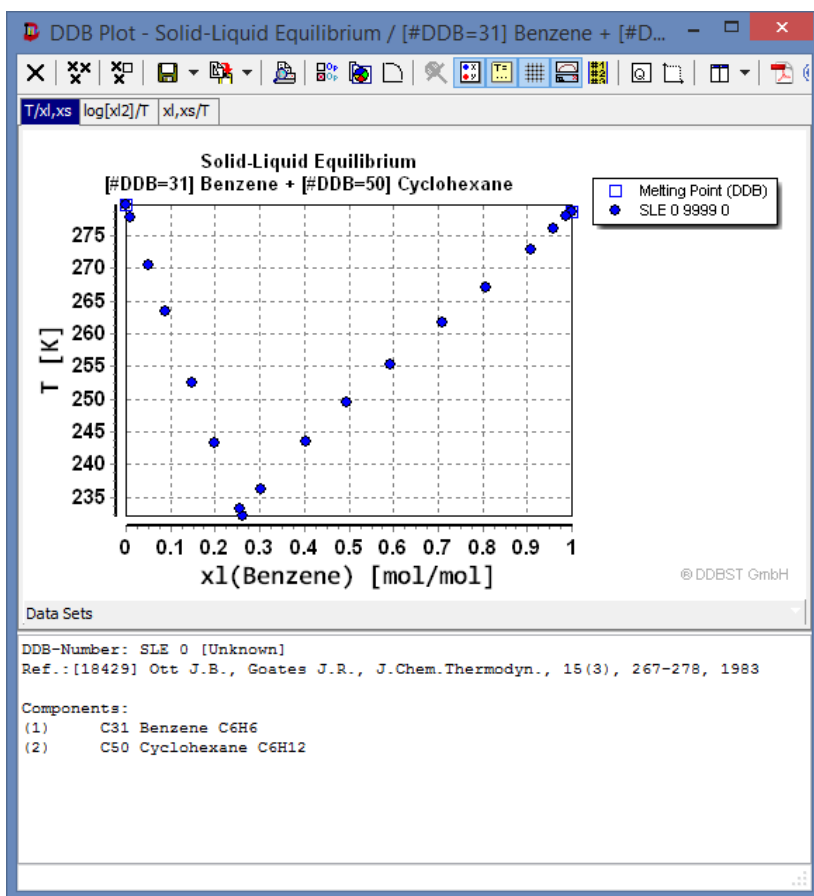 DDB Plot - Solid-Liquid Equilibrium / [#DDB=31] Benzene + [#D...
T/xl,xs log[xl2]/T xl,xs/T
Solid-Liquid Equilibrium
[#DDB=31] Benzene + [#DDB=50] Cyclohexane
Melting Point (DDB)
SLE 0 9999 0
275
270
265
260
255
250
245
240
235
T [K]
0 0.1 0.2 0.3 0.4 0.5 0.6 0.7 0.8 0.9 1
xl(Benzene) [mol/mol]
© DDBST GmbH
Data Sets
DDB-Number: SLE 0 [Unknown]
Ref.:[18429] Ott J.B., Goates J.R., J.Chem.Thermodyn., 15(3), 267-278, 1983
Components:
(1) C31 Benzene C6H6
(2) C50 Cyclohexane C6H12